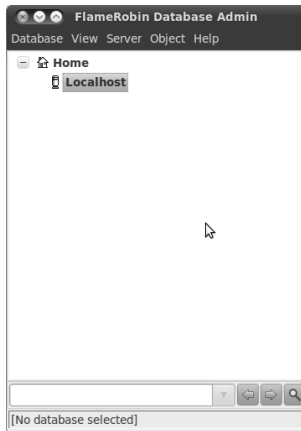 FlameRobin Database Admin
Database View Server Object Help
Home
Localhost
[No database selected]